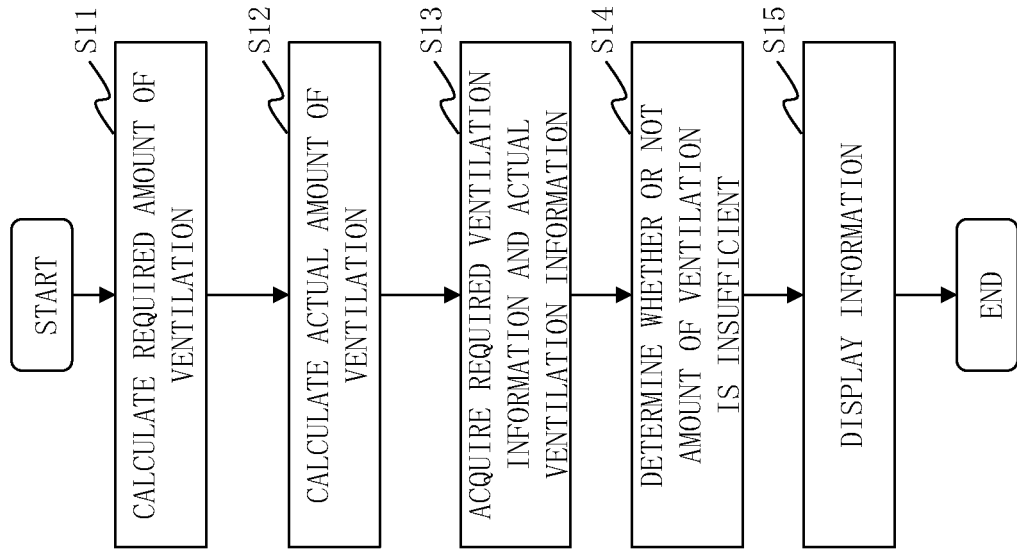 START
S11
CALCULATE REQUIRED AMOUNT OF
VENTILATION
S12
CALCULATE ACTUAL AMOUNT OF
VENTILATION
S13
ACQUIRE REQUIRED VENTILATION
INFORMATION AND ACTUAL
VENTILATION INFORMATION
S14
DETERMINE WHETHER OR NOT
AMOUNT OF VENTILATION
IS INSUFFICIENT
S15
DISPLAY INFORMATION
END